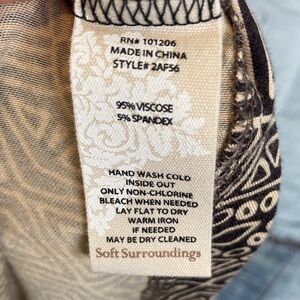 RN# 101206
MADE IN CHINA
STYLE# 2AF56
95% VISCOSE
5% SPANDEX
HAND WASH COLD
INSIDE OUT
ONLY NON-CHLORINE
BLEACH WHEN NEEDED
LAY FLAT TO DRY
WARM IRON
IF NEEDED
MAY BE DRY CLEANED
Soft Surroundings